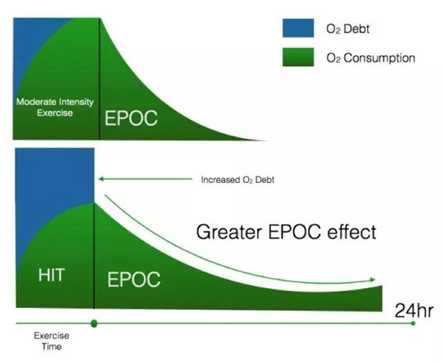 O₂ Debt
O₂ Consumption
Moderate Intensity
Exercise
EPOC
Increased O₂ Debt
Greater EPOC effect
HIT
EPOC
24hr
Exercise
Time